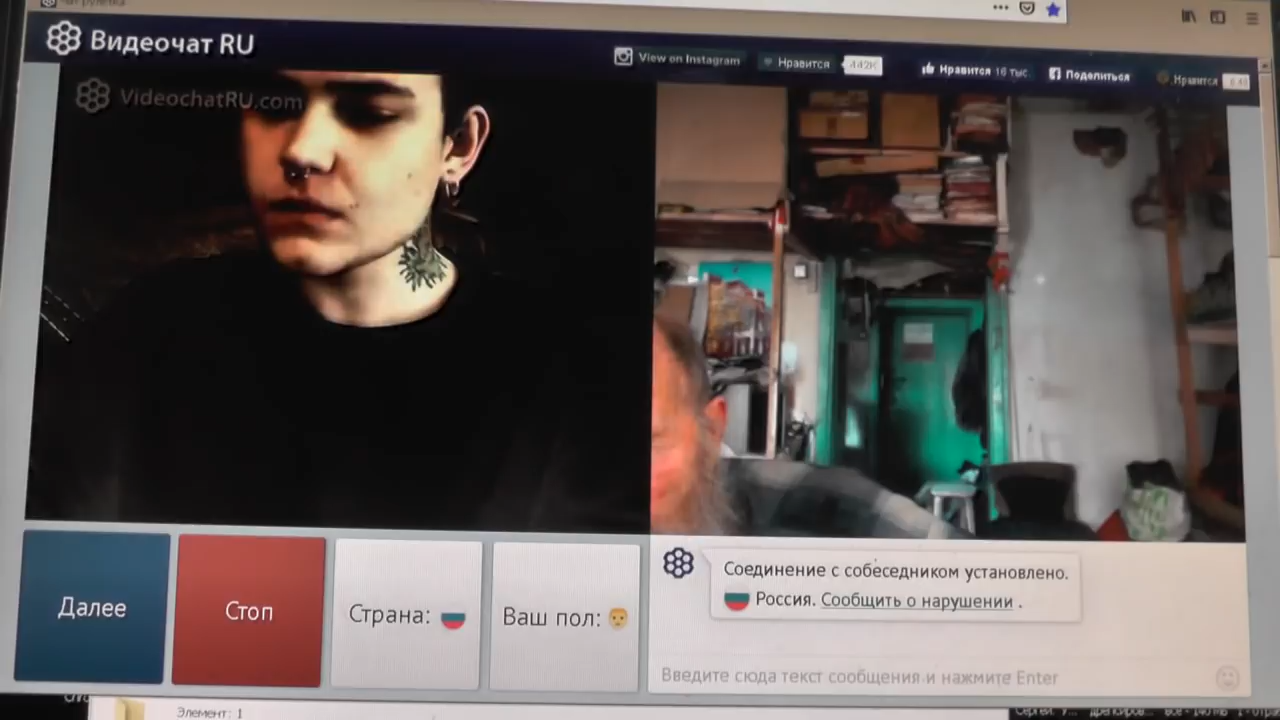 Видеочат RU
View on Instagram
Нравится
442K
Нравится 16 тыс.
Поделиться
Нравится
VideochatRU.com
Соединение с собеседником установлено.
Россия. Сообщить о нарушении .
Далее
Стоп
Страна:
Ваш пол:
Введите сюда текст сообщения и нажмите Enter
Элемент: 1